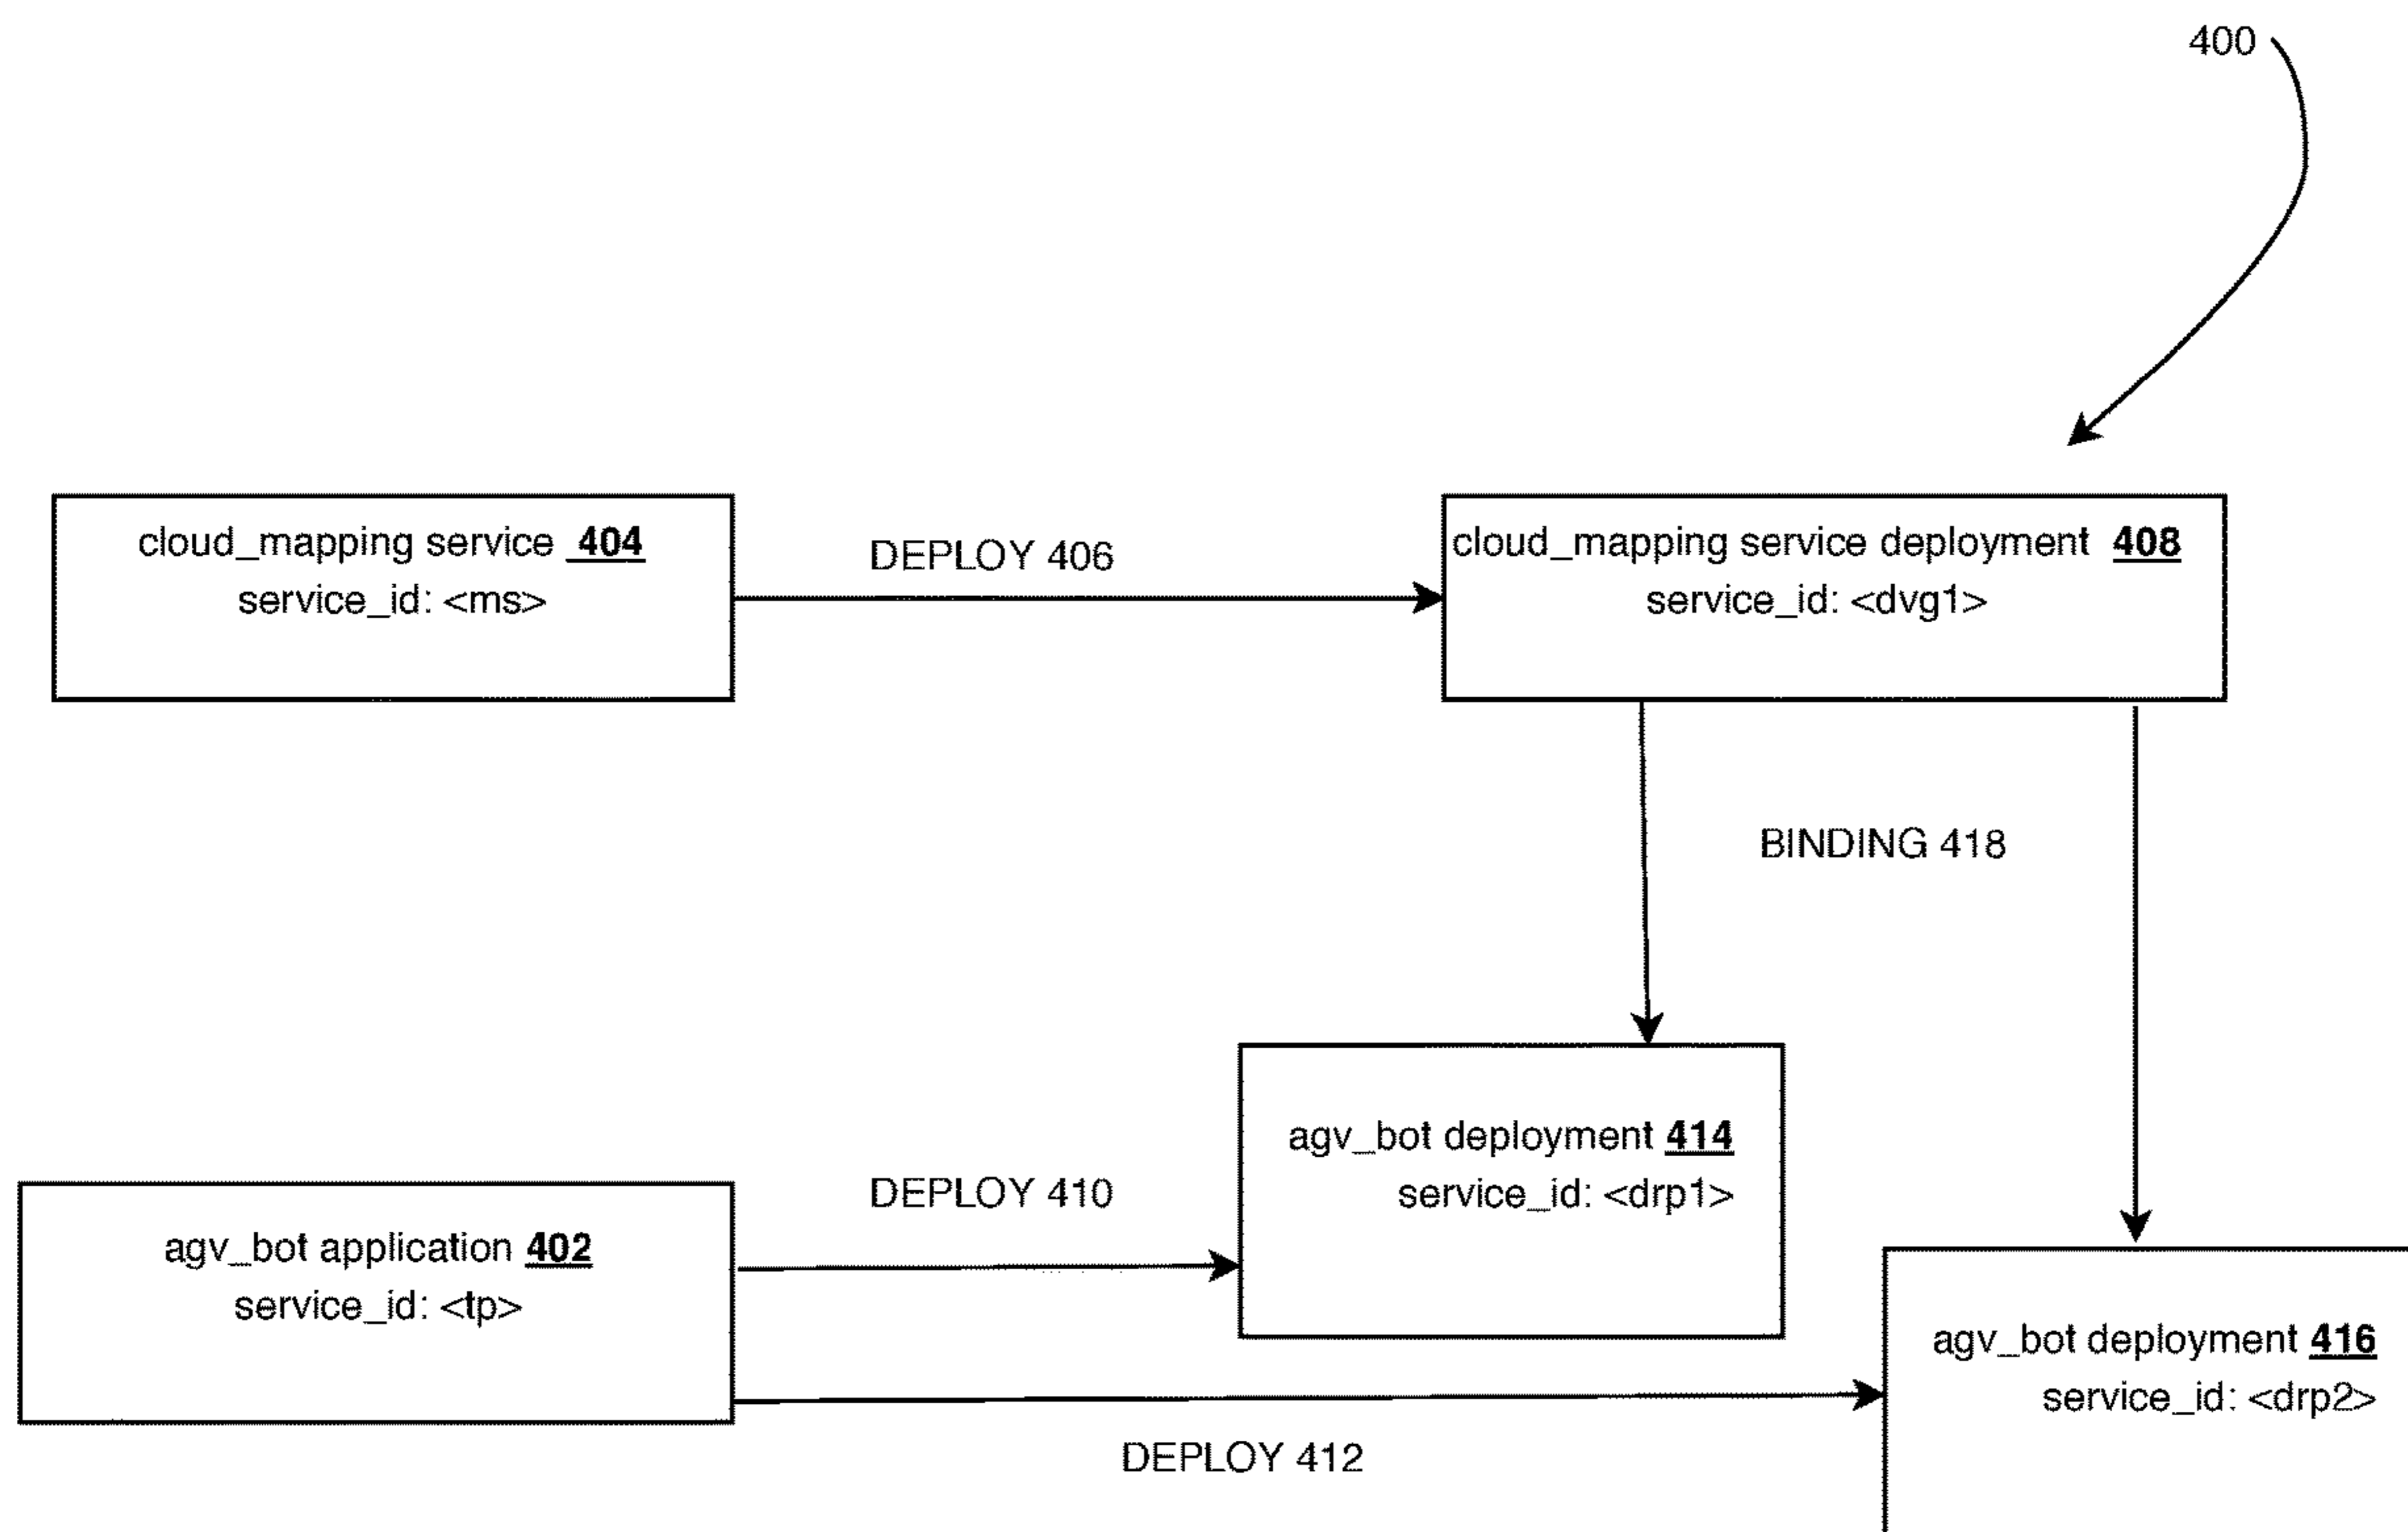 400
cloud_mapping service 404
service_id: <ms>
DEPLOY 406
cloud_mapping service deployment 408
service_id: <dvg1>
BINDING 418
agv_bot deployment 414
service_id: <drp1>
DEPLOY 410
agv_bot application 402
service_id: <tp>
agv_bot deployment 416
service_id: <drp2>
DEPLOY 412